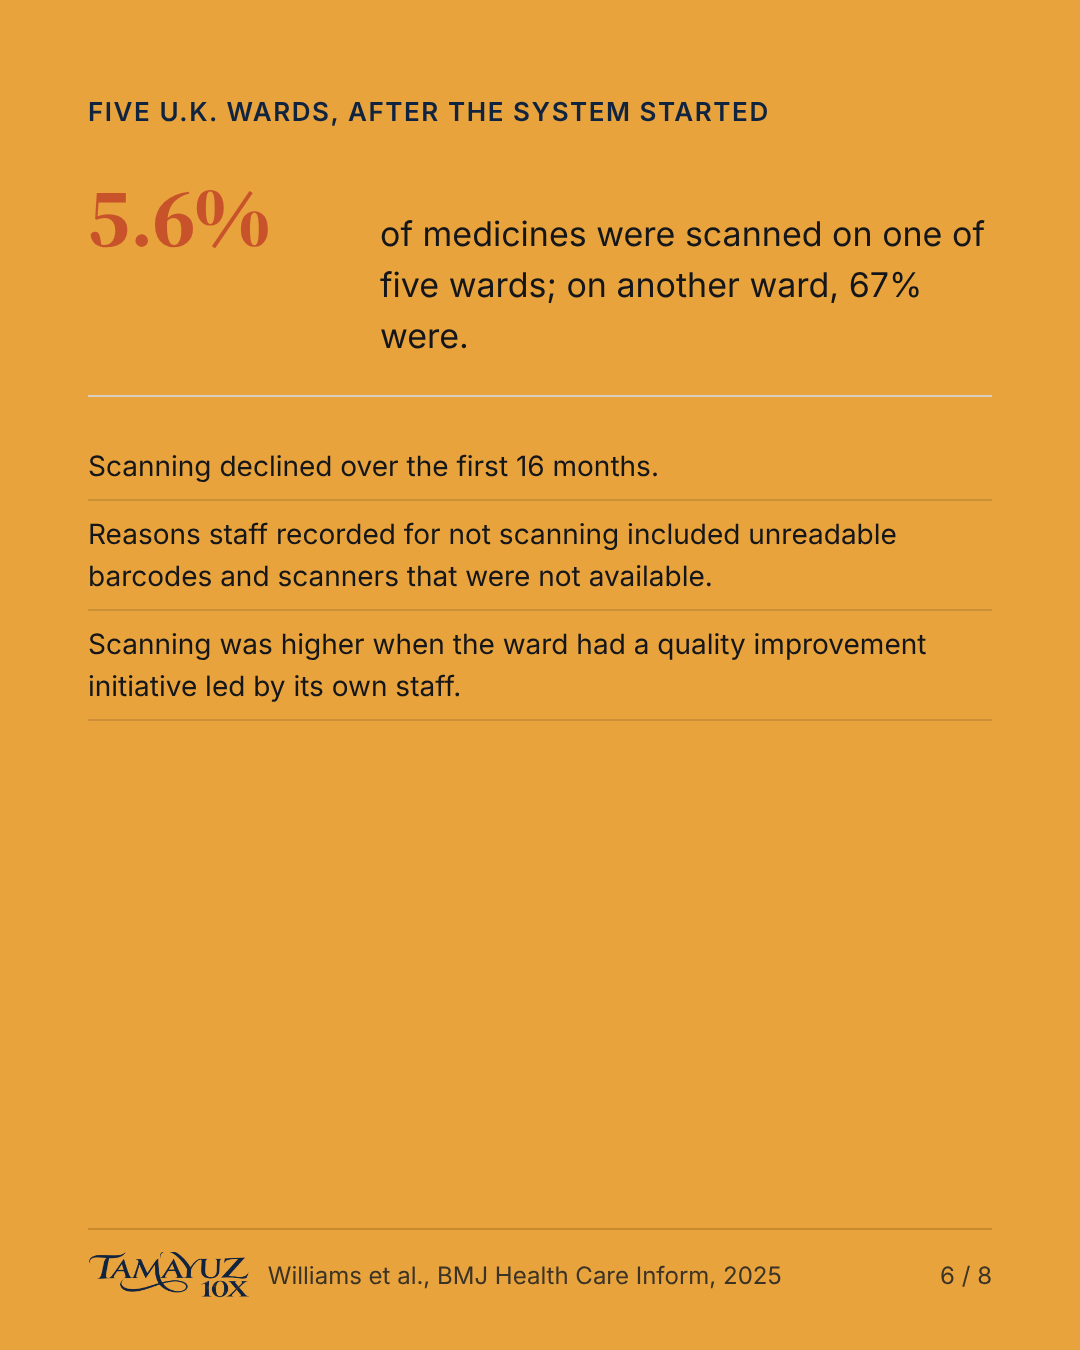 FIVE U.K. WARDS, AFTER THE SYSTEM STARTED
5.6%
of medicines were scanned on one of
five wards; on another ward, 67%
were.
Scanning declined over the first 16 months.
Reasons staff recorded for not scanning included unreadable
barcodes and scanners that were not available.
Scanning was higher when the ward had a quality improvement
initiative led by its own staff.
TAMAYUZ
10X
Williams et al., BMJ Health Care Inform, 2025
6 / 8